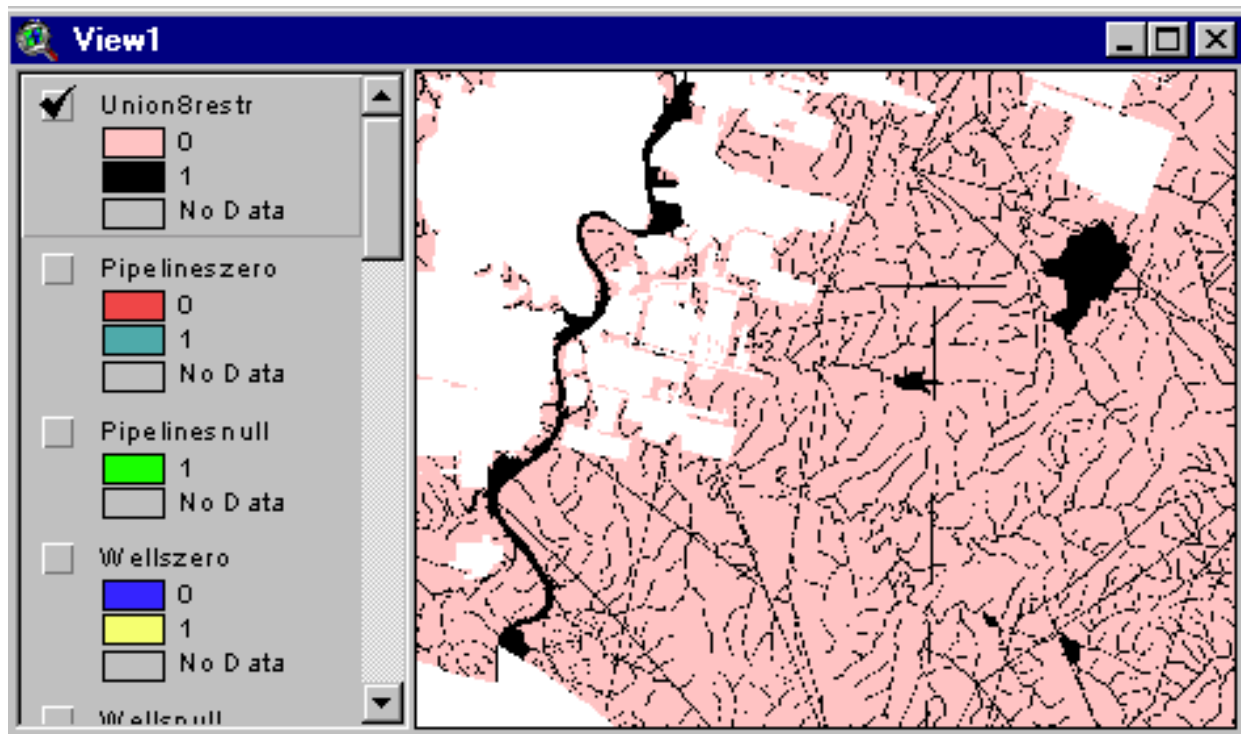 View1
Union8restr
0
1
No Data
Pipelineszero
0
1
No Data
Pipelinesnull
1
No Data
Wellszero
0
1
No Data
Wellsnull